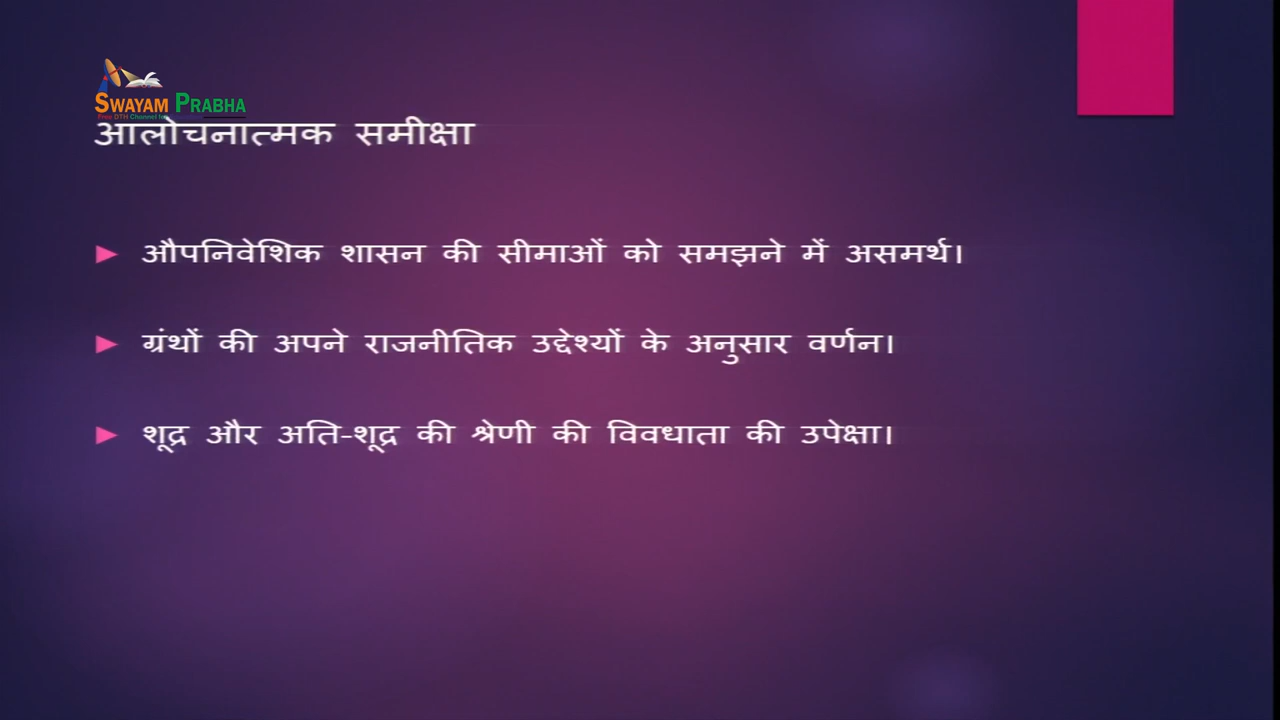 SWAYAM PRABHA
आलोचनात्मक समीक्षा
औपनिवेशिक शासन की सीमाओं को समझने में असमर्थ।
ग्रंथों की अपने राजनीतिक उद्देश्यों के अनुसार वर्णन।
शूद्र और अति-शूद्र की श्रेणी की विवधाता की उपेक्षा।